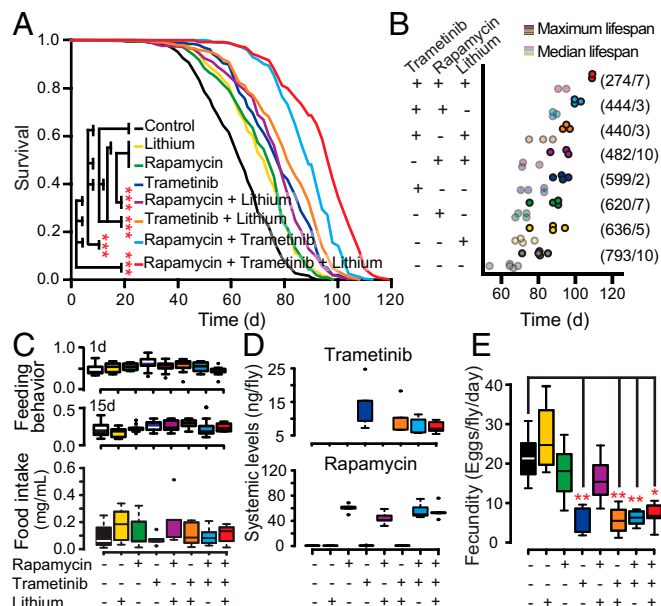 A
Survival
1.0
0.8
0.6
0.4
0.2
0.0
Control
Lithium
Rapamycin
Trametinib
Rapamycin + Lithium
Trametinib + Lithium
Rapamycin + Trametinib
Rapamycin + Trametinib + Lithium
***
***
***
***
0 20 40 60 80 100 120
Time (d)
B
Trametinib
Rapamycin
Lithium
Maximum lifespan
Median lifespan
+ + + (274/7)
+ + - (444/3)
+ - + (440/3)
- + + (482/10)
+ - - (599/2)
- + - (620/7)
- - + (636/5)
- - - (793/10)
60 80 100 120
Time (d)
C
Feeding behavior
1d
1.0
0.5
0.0
15d
0.5
0.0
Food intake (mg/mL)
0.6
0.4
0.2
0.0
Rapamycin - - + - + - + +
Trametinib - - - + - + + +
Lithium - + - - + + - +
D
Systemic levels (ng/fly)
Trametinib
25
15
5
Rapamycin
100
60
20
0
- - + - + - + +
- - - + - + + +
- + - - + + - +
E
Fecundity (Eggs/fly/day)
40
30
20
10
0
** ** ** *
- - + - + - + +
- - - + - + + +
- + - - + + - +